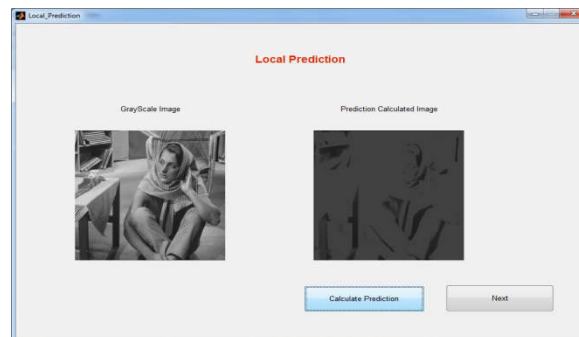 Local_Prediction
Local Prediction
GrayScale Image
Prediction Calculated Image
Calculate Prediction
Next